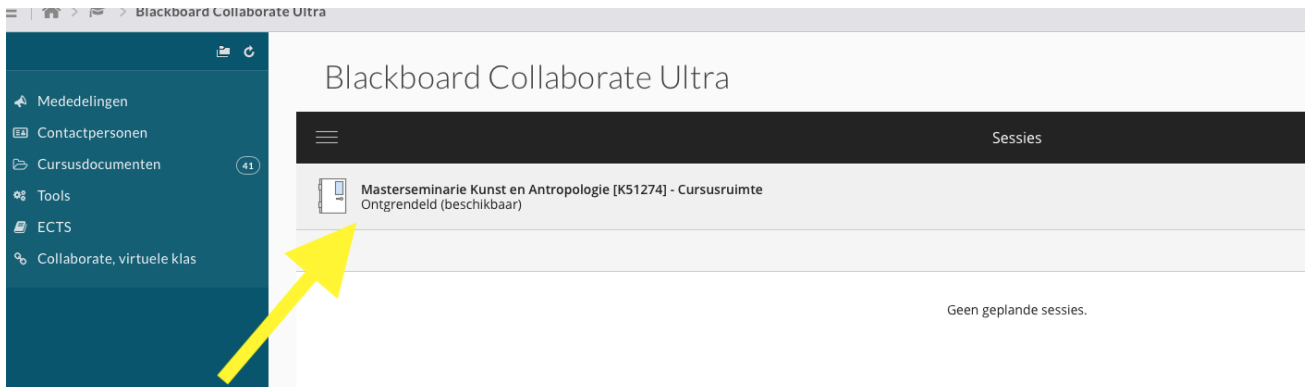 Blackboard Collaborate Ultra
Mededelingen
Contactpersonen
Cursusdocumenten 41
Tools
ECTS
Collaborate, virtuele klas
Blackboard Collaborate Ultra
Sessies
Masterseminarie Kunst en Antropologie [K51274] - Cursusruimte
Ontgrendeld (beschikbaar)
Geen geplande sessies.